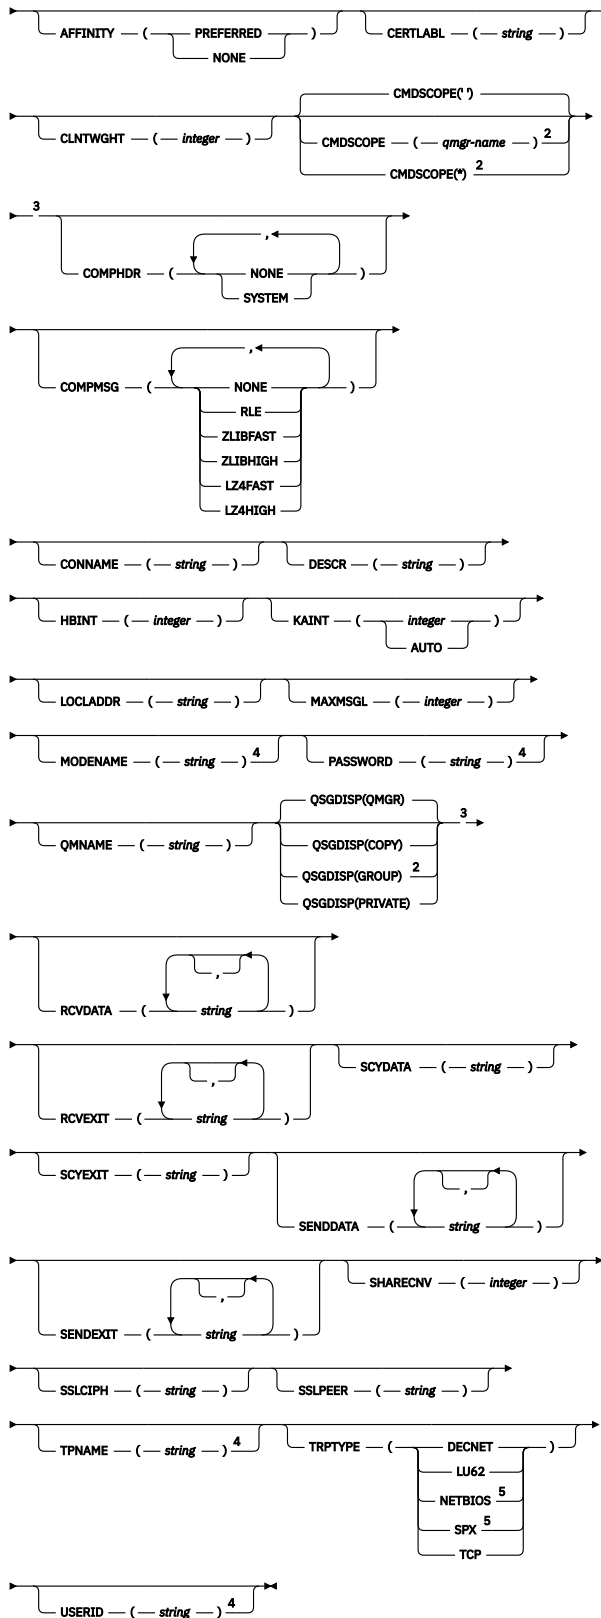 AFFINITY ( PREFERRED ) CERTLABL ( string )
NONE
CMDSCOPE(' ')
CLNTWGHT ( integer ) CMDSCOPE ( qmgr-name ) 2
CMDSCOPE(*) 2
3
,
COMPHDR ( NONE )
SYSTEM
,
COMPMSG ( NONE )
RLE
ZLIBFAST
ZLIBHIGH
LZ4FAST
LZ4HIGH
CONNAME ( string ) DESCR ( string )
HBINT ( integer ) KAINT ( integer )
AUTO
LOCLADDR ( string ) MAXMSGL ( integer )
MODENAME ( string ) 4 PASSWORD ( string ) 4
QSGDISP(QMGR) 3
QMNAME ( string ) QSGDISP(COPY)
QSGDISP(GROUP) 2
QSGDISP(PRIVATE)
,
RCVDATA ( string )
, SCYDATA ( string )
RCVEXIT ( string )
SCYEXIT ( string ) ,
SENDDATA ( string )
, SHARECNV ( integer )
SENDEXIT ( string )
SSLCIPH ( string ) SSLPEER ( string )
TPNAME ( string ) 4 TRPTYPE ( DECNET )
LU62
NETBIOS 5
SPX 5
TCP
USERID ( string ) 4